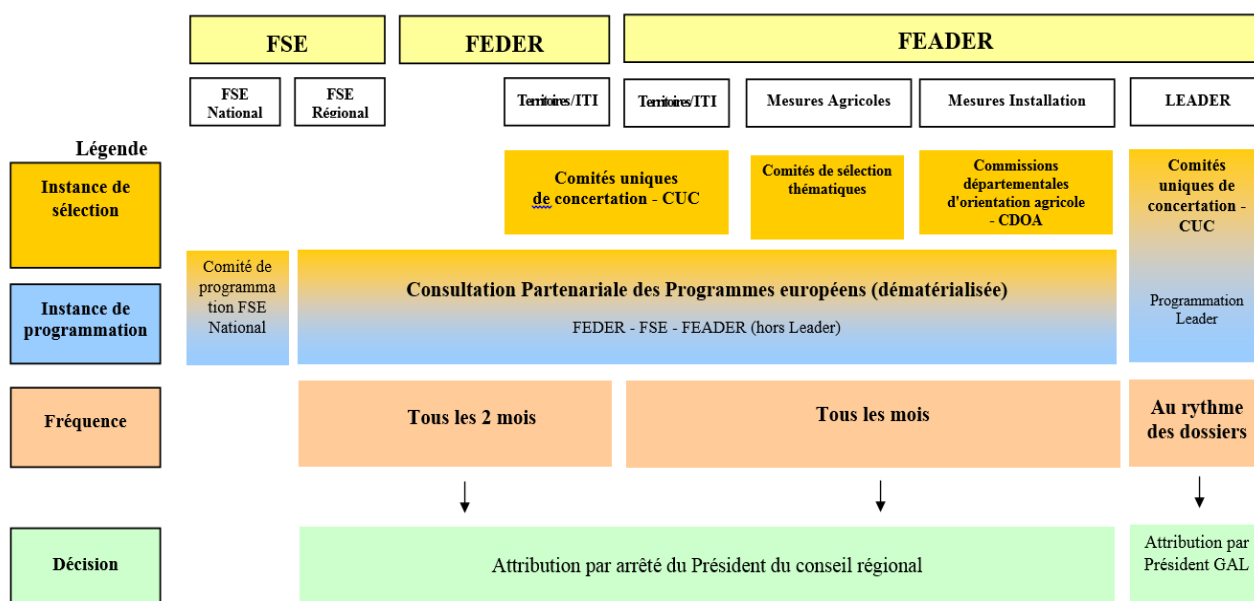 FSE
FEDER
FEADER
FSE
National
FSE
Régional
Territoires/ITI
Territoires/ITI
Mesures Agricoles
Mesures Installation
LEADER
Légende
Instance de
sélection
Comités uniques
de concertation - CUC
Comités de sélection
thématiques
Commissions
départementales
d'orientation agricole
- CDOA
Comités
uniques de
concertation -
CUC
Instance de
programmation
Comité de
programma
tion FSE
National
Consultation Partenariale des Programmes européens (dématérialisée)
FEDER - FSE - FEADER (hors Leader)
Programmation
Leader
Fréquence
Tous les 2 mois
Tous les mois
Au rythme
des dossiers
Décision
Attribution par arrêté du Président du conseil régional
Attribution par
Président GAL